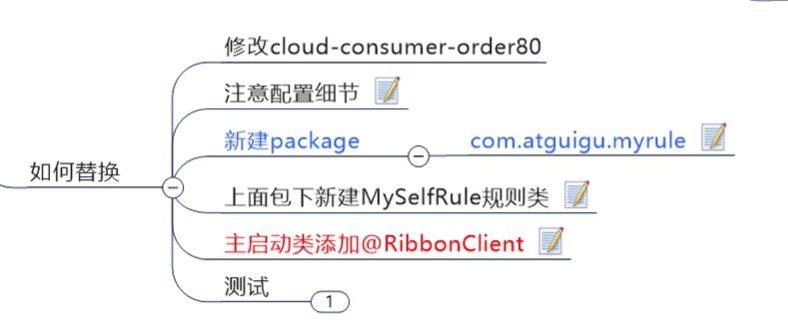 修改cloud-consumer-order80
注意配置细节
新建package
com.atguigu.myrule
如何替换
上面包下新建MySelfRule规则类
主启动类添加@RibbonClient
测试
1